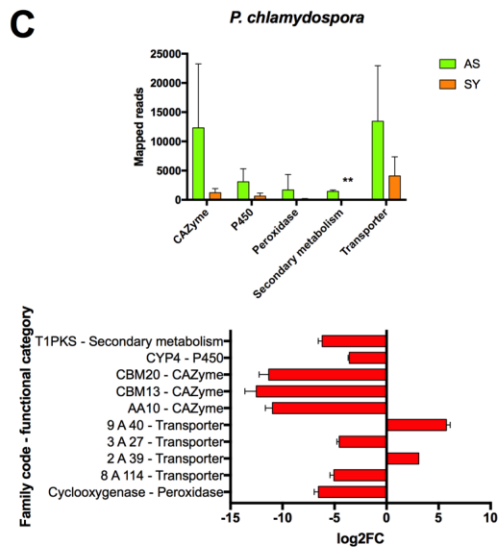 C
P. chlamydospora
AS
SY
Mapped reads
25000
20000
15000
10000
5000
0
**
CAZyme
P450
Peroxidase
Secondary metabolism
Transporter
Family code - functional category
T1PKS - Secondary metabolism
CYP4 - P450
CBM20 - CAZyme
CBM13 - CAZyme
AA10 - CAZyme
9 A 40 - Transporter
3 A 27 - Transporter
2 A 39 - Transporter
8 A 114 - Transporter
Cyclooxygenase - Peroxidase
-15 -10 -5 0 5 10
log2FC